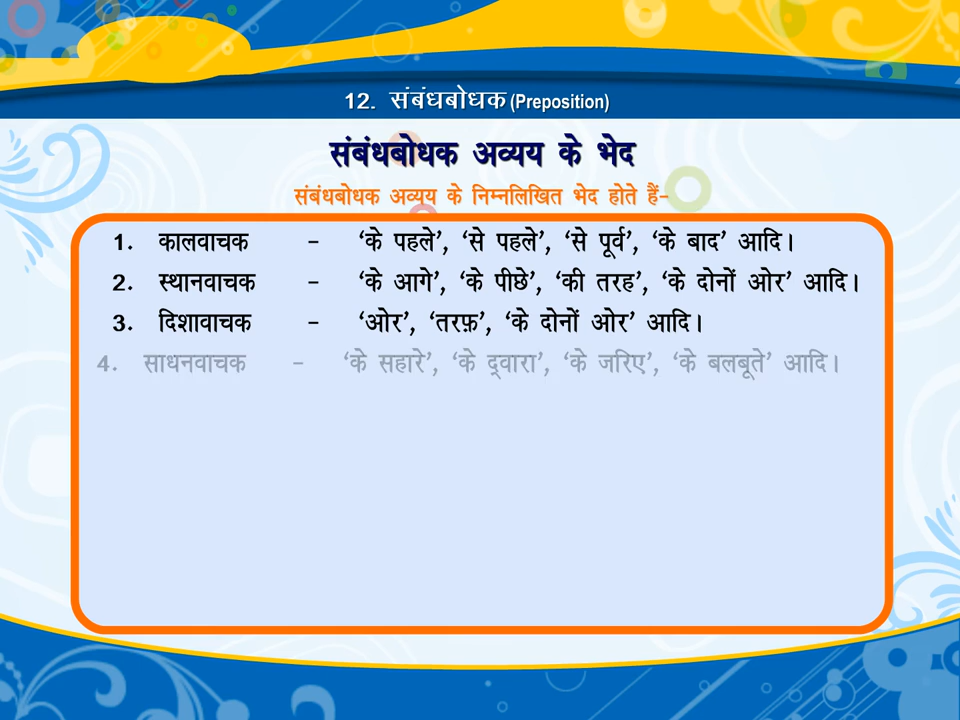 12. संबंधबोधक (Preposition)
संबंधबोधक अव्यय के भेद
संबंधबोधक अव्यय के निम्नलिखित भेद होते हैं-
1. कालवाचक - ‘के पहले’, ‘से पहले’, ‘से पूर्व’, ‘के बाद’ आदि।
2. स्थानवाचक - ‘के आगे’, ‘के पीछे’, ‘की तरह’, ‘के दोनों ओर’ आदि।
3. दिशावाचक - ‘ओर’, ‘तरफ़’, ‘के दोनों ओर’ आदि।
4. साधनवाचक - ‘के सहारे’, ‘के द्‌वारा’, ‘के जरिए’, ‘के बलबूते’ आदि।